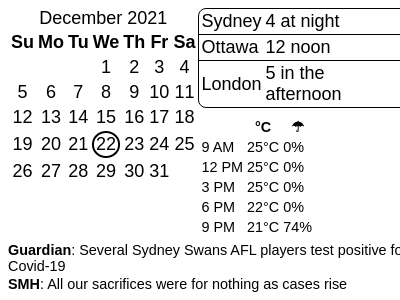 December 2021
Su Mo Tu We Th Fr Sa
1 2 3 4
5 6 7 8 9 10 11
12 13 14 15 16 17 18
19 20 21 22 23 24 25
26 27 28 29 30 31
Sydney 4 at night
Ottawa 12 noon
London 5 in the
afternoon
°C ☂
9 AM 25°C 0%
12 PM 25°C 0%
3 PM 25°C 0%
6 PM 22°C 0%
9 PM 21°C 74%
Guardian: Several Sydney Swans AFL players test positive
Covid-19
SMH: All our sacrifices were for nothing as cases rise